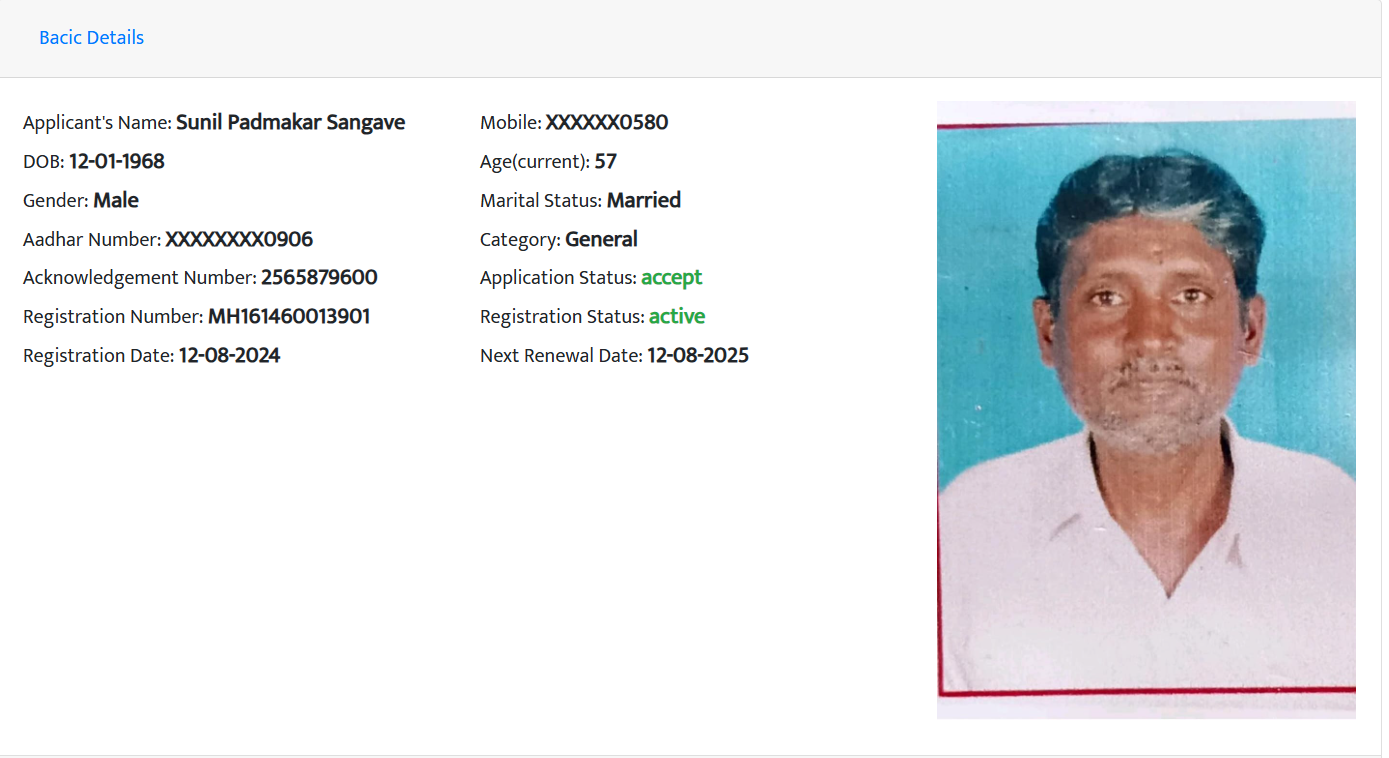 Bacic Details
Applicant's Name: Sunil Padmakar Sangave
Mobile: XXXXXX0580
DOB: 12-01-1968
Age(current): 57
Gender: Male
Marital Status: Married
Aadhar Number: XXXXXXXX0906
Category: General
Acknowledgement Number: 2565879600
Application Status: accept
Registration Number: MH161460013901
Registration Status: active
Registration Date: 12-08-2024
Next Renewal Date: 12-08-2025